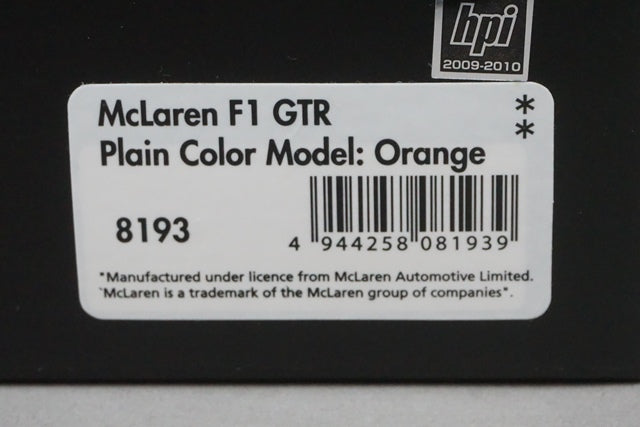 hpi
2009-2010
McLaren F1 GTR *
Plain Color Model: Orange *
8193
4 944258 081939
*Manufactured under licence from McLaren Automotive Limited.
"McLaren is a trademark of the McLaren group of companies".